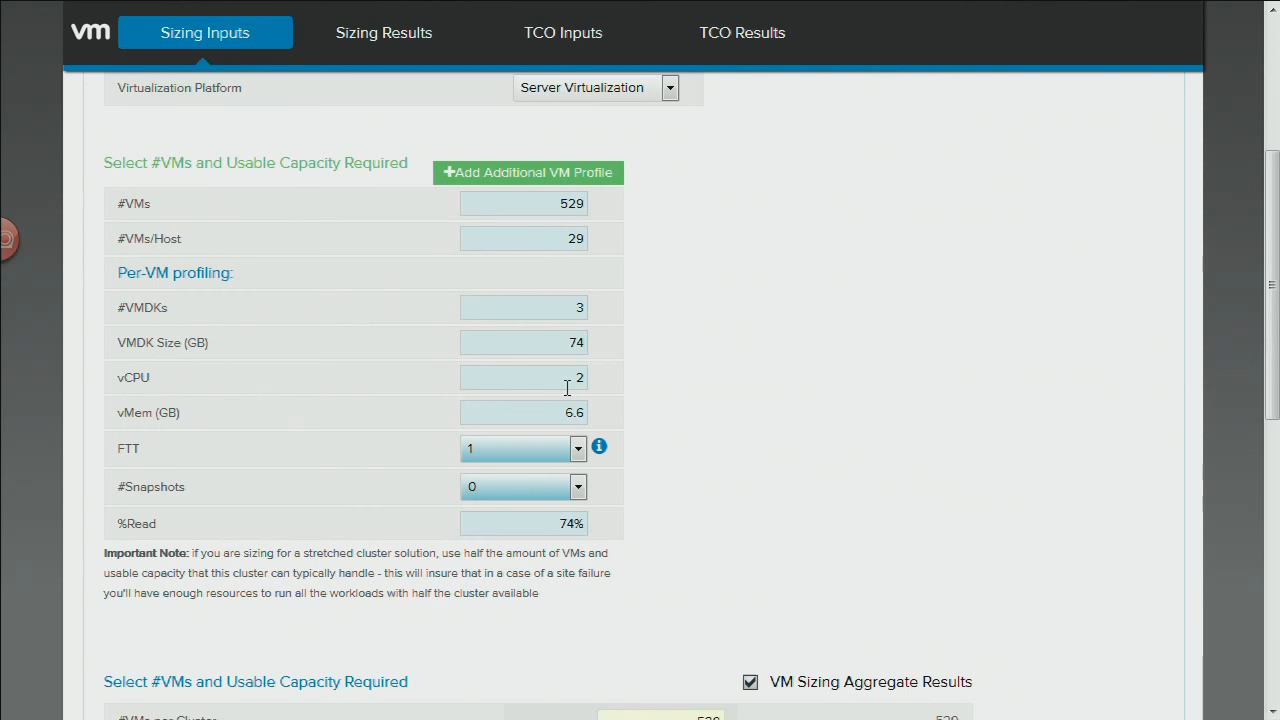 vm Sizing Inputs Sizing Results TCO Inputs TCO Results
Virtualization Platform Server Virtualization
Select #VMs and Usable Capacity Required +Add Additional VM Profile
#VMs 529
#VMs/Host 29
Per-VM profiling:
#VMDKs 3
VMDK Size (GB) 74
vCPU 2
vMem (GB) 6.6
FTT 1
#Snapshots 0
%Read 74%
Important Note: if you are sizing for a stretched cluster solution, use half the amount of VMs and
usable capacity that this cluster can typically handle - this will insure that in a case of a site failure
you'll have enough resources to run all the workloads with half the cluster available
Select #VMs and Usable Capacity Required VM Sizing Aggregate Results
#VMs per Cluster 529 529